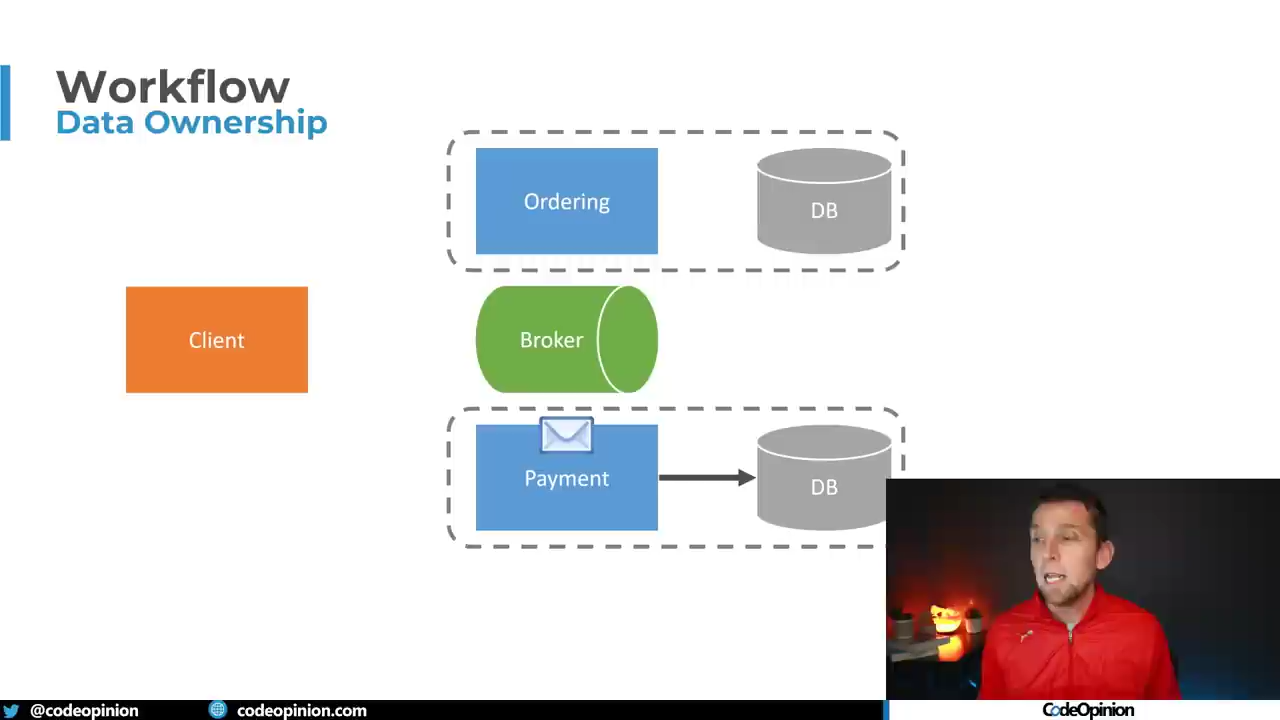 Workflow
Data Ownership
Ordering
DB
Client
Broker
Payment
DB
@codeopinion
codeopinion.com
CodeOpinion